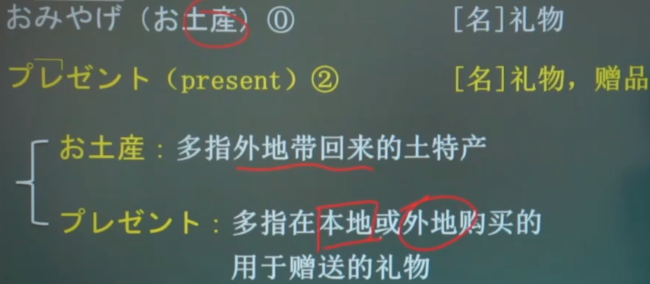 おみやげ（お土産）⓪ [名]礼物
プレゼント（present）② [名]礼物，赠品
お土産：多指外地带回来的土特产
プレゼント：多指在本地或外地购买的
用于赠送的礼物